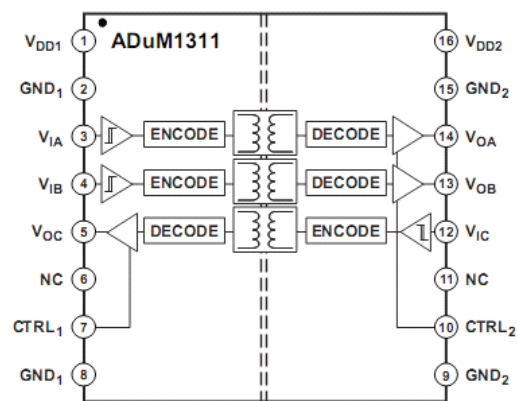 ADuM1311
VDD1 1 16 VDD2
GND1 2 15 GND2
VIA 3 ENCODE DECODE 14 VOA
VIB 4 ENCODE DECODE 13 VOB
VOC 5 DECODE ENCODE 12 VIC
NC 6 11 NC
CTRL1 7 10 CTRL2
GND1 8 9 GND2